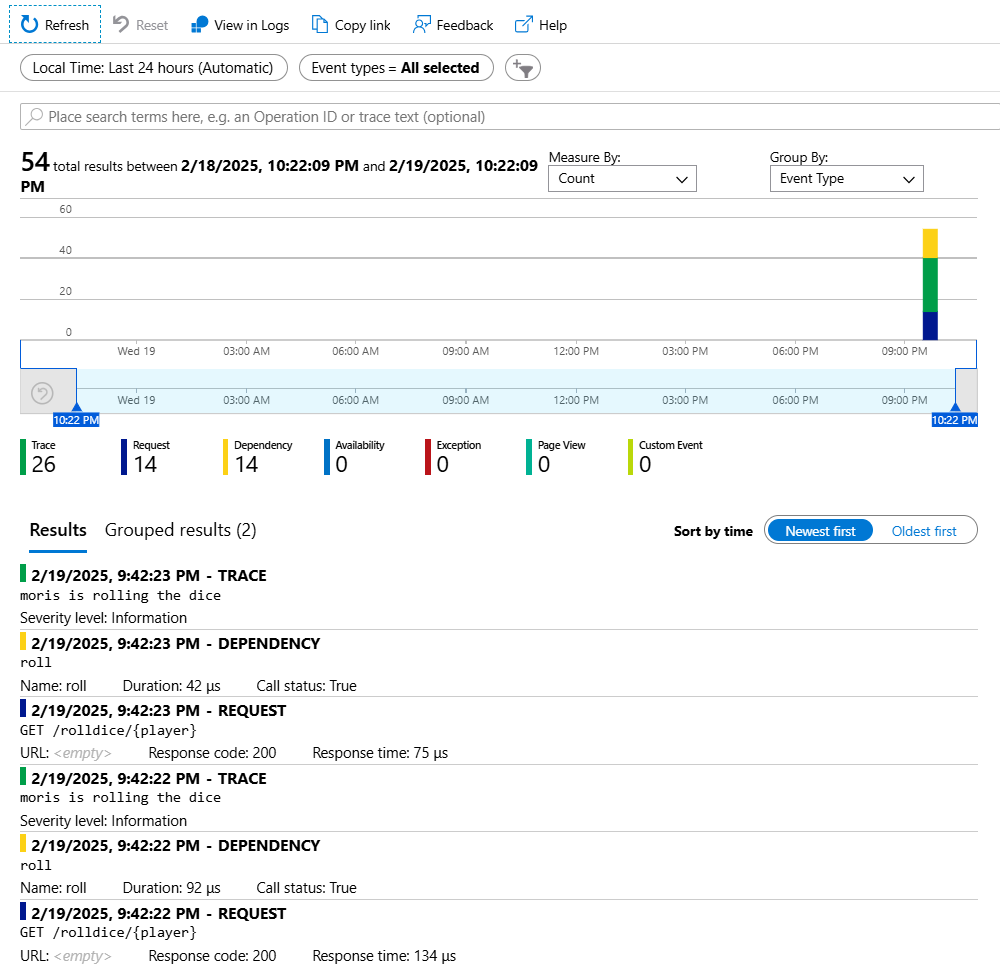 Refresh Reset View in Logs Copy link Feedback Help
Local Time: Last 24 hours (Automatic) Event types = All selected
Place search terms here, e.g. an Operation ID or trace text (optional)
54 total results between 2/18/2025, 10:22:09 PM and 2/19/2025, 10:22:09
PM
Measure By:
Count
Group By:
Event Type
60
40
20
0
Wed 19 03:00 AM 06:00 AM 09:00 AM 12:00 PM 03:00 PM 06:00 PM 09:00 PM
Wed 19 03:00 AM 06:00 AM 09:00 AM 12:00 PM 03:00 PM 06:00 PM 09:00 PM
10:22 PM 10:22 PM
Trace Request Dependency Availability Exception Page View Custom Event
26 14 14 0 0 0 0
Results Grouped results (2) Sort by time Newest first Oldest first
2/19/2025, 9:42:23 PM - TRACE
moris is rolling the dice
Severity level: Information
2/19/2025, 9:42:23 PM - DEPENDENCY
roll
Name: roll Duration: 42 µs Call status: True
2/19/2025, 9:42:23 PM - REQUEST
GET /rolldice/{player}
URL: <empty> Response code: 200 Response time: 75 µs
2/19/2025, 9:42:22 PM - TRACE
moris is rolling the dice
Severity level: Information
2/19/2025, 9:42:22 PM - DEPENDENCY
roll
Name: roll Duration: 92 µs Call status: True
2/19/2025, 9:42:22 PM - REQUEST
GET /rolldice/{player}
URL: <empty> Response code: 200 Response time: 134 µs